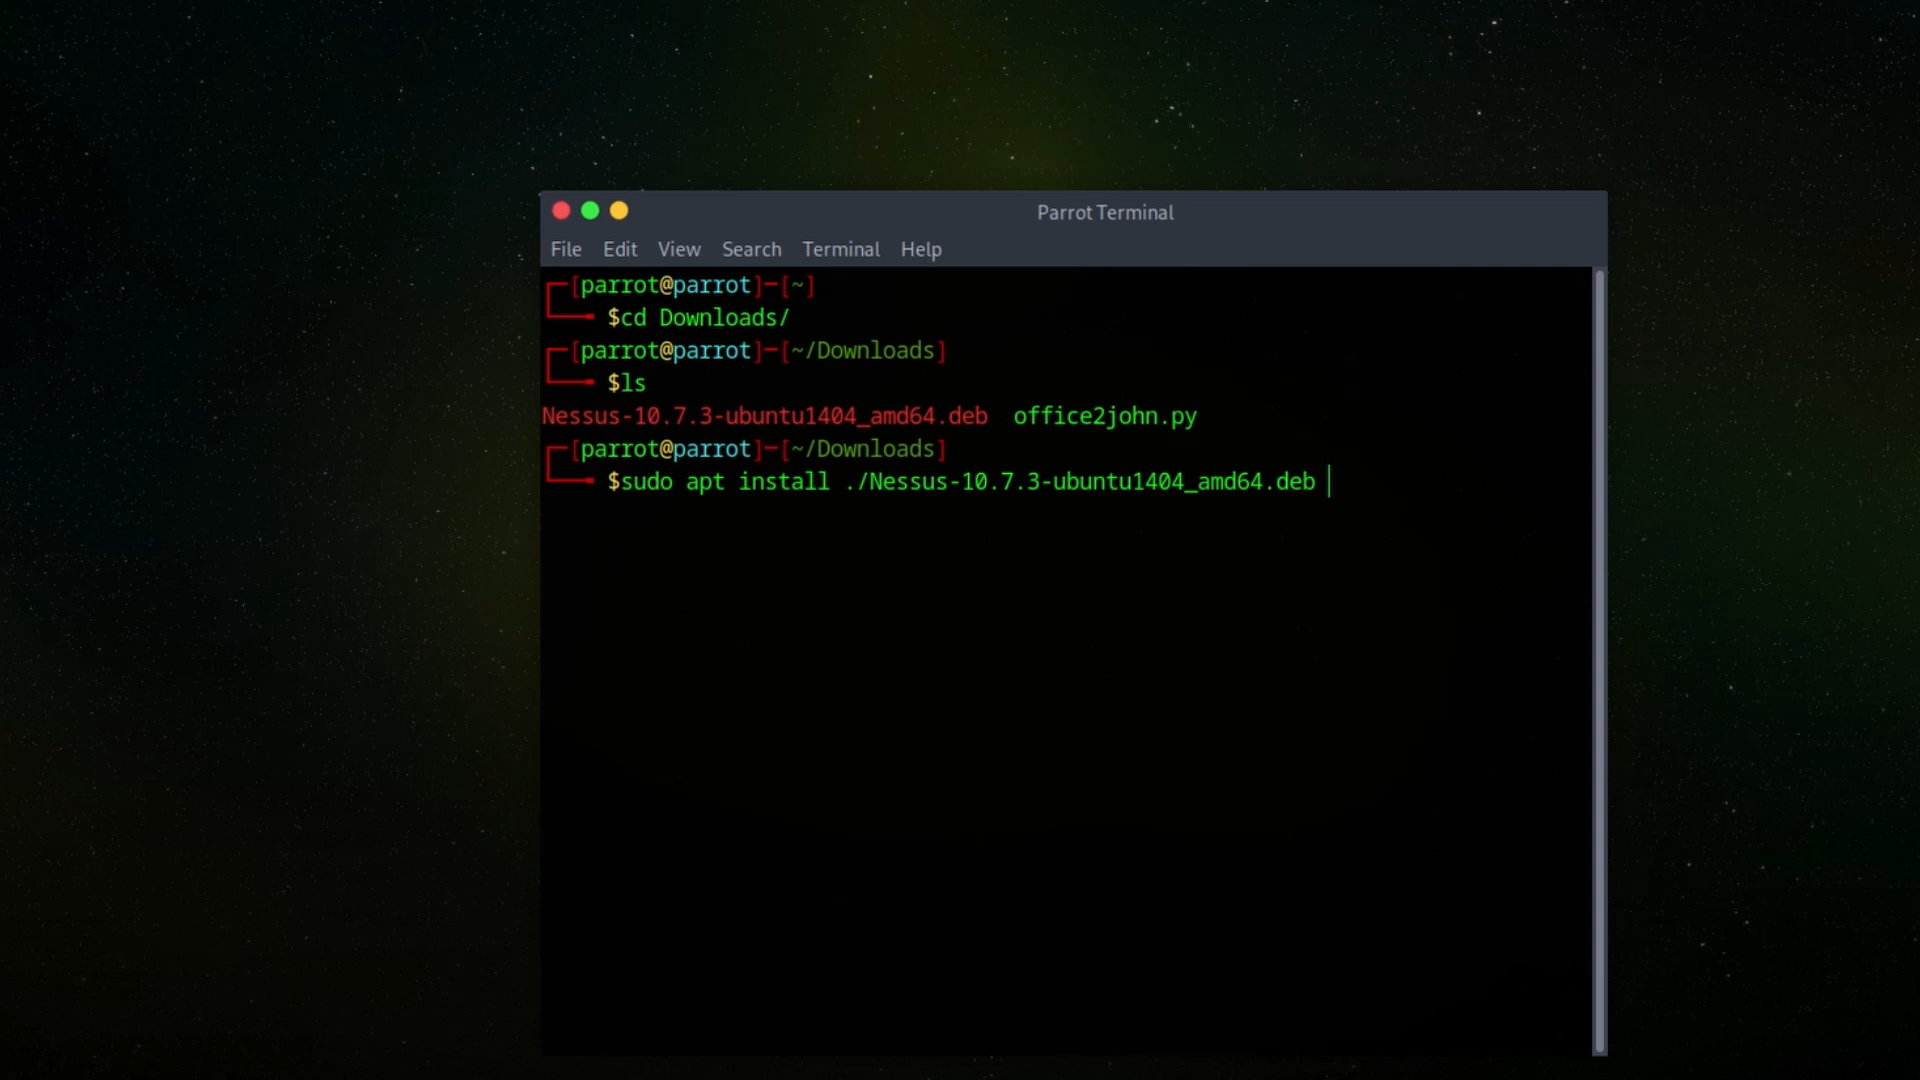 Parrot Terminal
File Edit View Search Terminal Help
[parrot@parrot]-[~]
$cd Downloads/
[parrot@parrot]-[~/Downloads]
$ls
Nessus-10.7.3-ubuntu1404_amd64.deb office2john.py
[parrot@parrot]-[~/Downloads]
$sudo apt install ./Nessus-10.7.3-ubuntu1404_amd64.deb